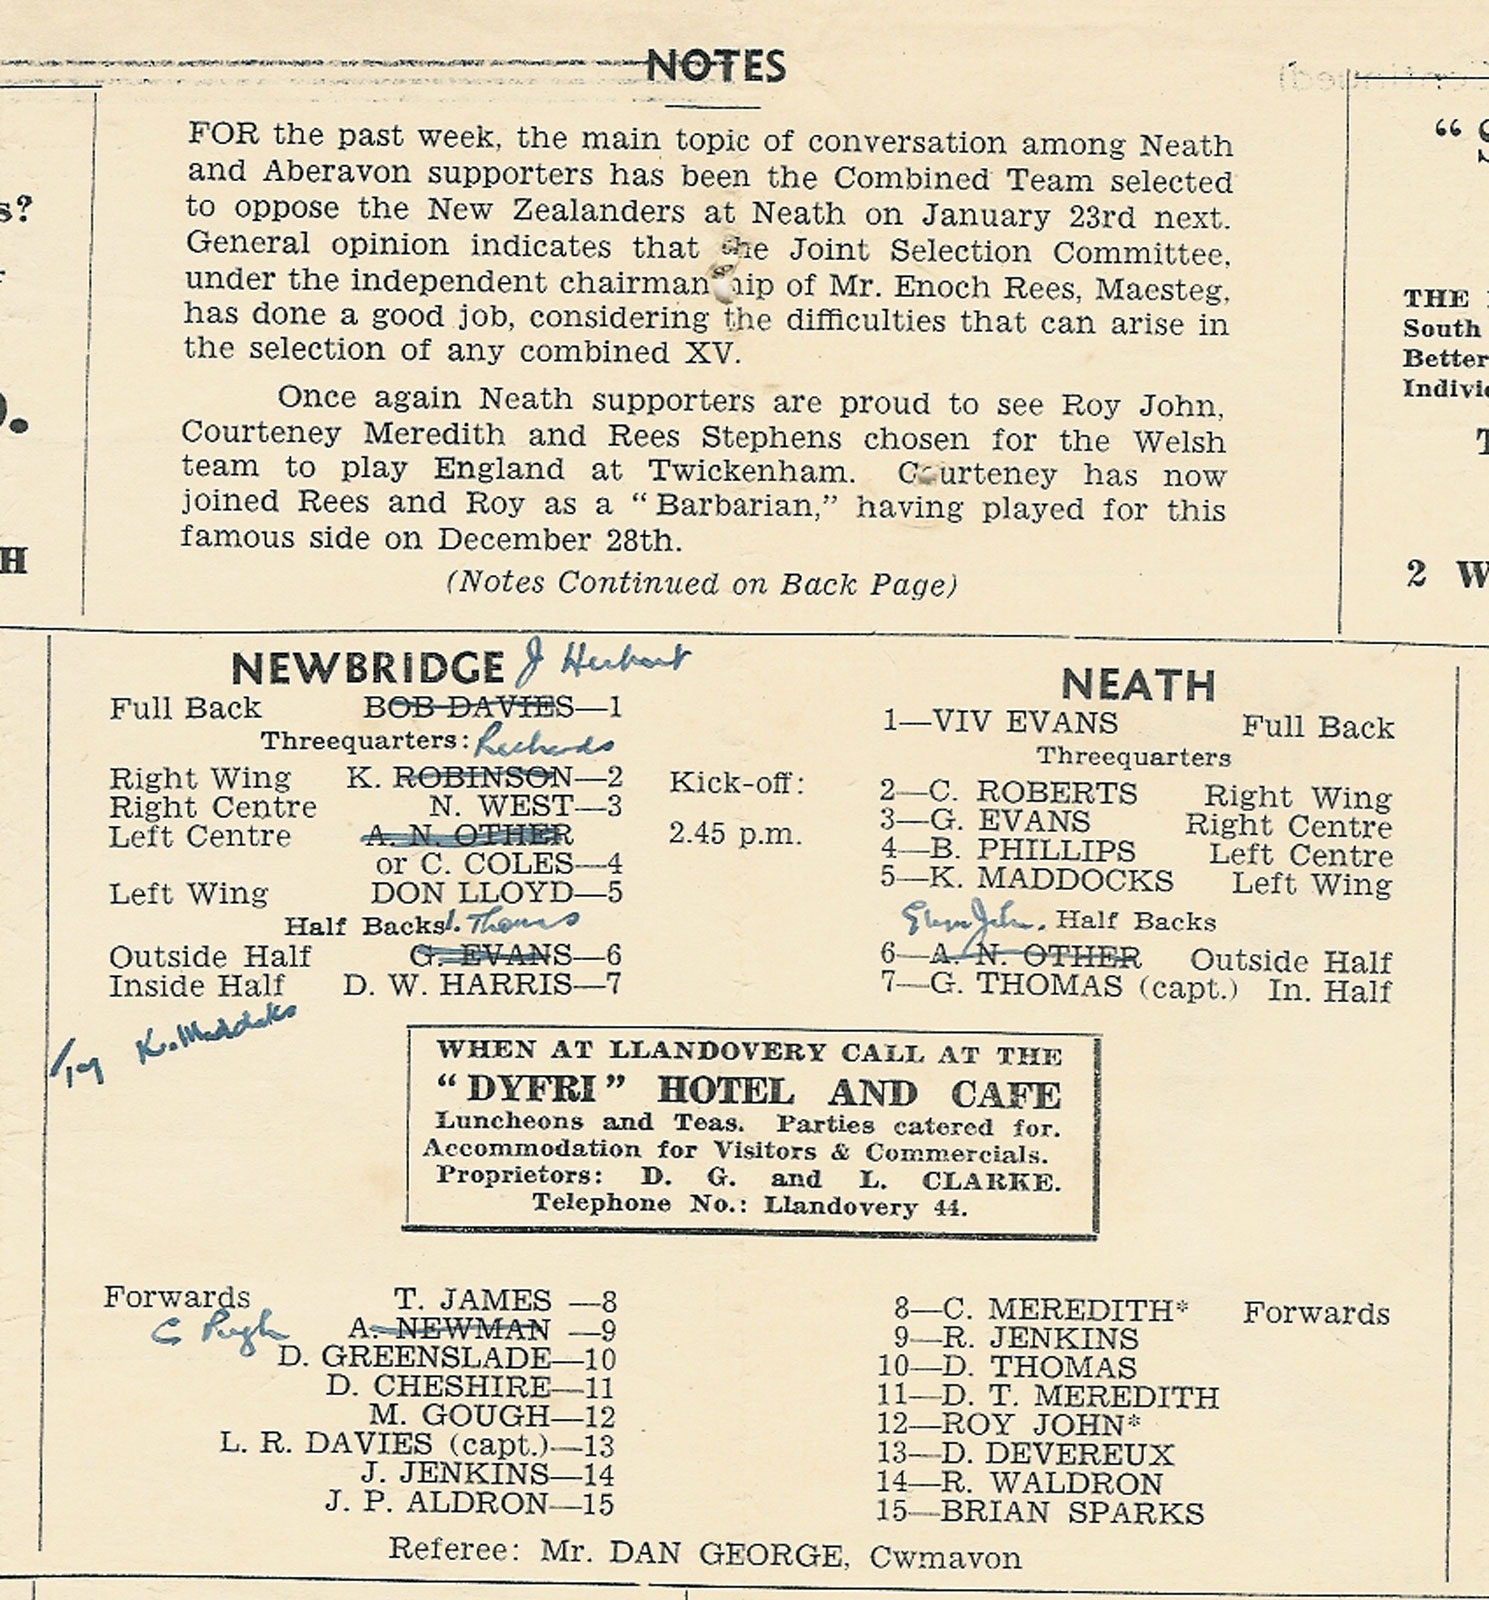 NOTES
FOR the past week, the main topic of conversation among Neath
and Aberavon supporters has been the Combined Team selected
to oppose the New Zealanders at Neath on January 23rd next.
General opinion indicates that the Joint Selection Committee,
under the independent chairmanship of Mr. Enoch Rees, Maesteg,
has done a good job, considering the difficulties that can arise in
the selection of any combined XV.
Once again Neath supporters are proud to see Roy John,
Courteney Meredith and Rees Stephens chosen for the Welsh
team to play England at Twickenham. Courteney has now
joined Rees and Roy as a "Barbarian," having played for this
famous side on December 28th.
(Notes Continued on Back Page)
s?
H
" S
THE
South
Better
Indivi
2 W
NEWBRIDGE J Herbert
Full Back BOB DAVIES—1
Threequarters: Richards
Right Wing K. ROBINSON—2
Right Centre N. WEST—3
Left Centre A. N. OTHER
or C. COLES—4
Left Wing DON LLOYD—5
Half Backs: Thomas
Outside Half G. EVANS—6
Inside Half D. W. HARRIS—7
Kick-off:
2.45 p.m.
NEATH
1—VIV EVANS Full Back
Threequarters
2—C. ROBERTS Right Wing
3—G. EVANS Right Centre
4—B. PHILLIPS Left Centre
5—K. MADDOCKS Left Wing
Glyn John. Half Backs
6—A. N. OTHER Outside Half
7—G. THOMAS (capt.) In. Half
Try K. Maddocks
WHEN AT LLANDOVERY CALL AT THE
"DYFRI" HOTEL AND CAFE
Luncheons and Teas. Parties catered for.
Accommodation for Visitors & Commercials.
Proprietors: D. G. and L. CLARKE.
Telephone No.: Llandovery 44.
Forwards T. JAMES —8
C Pugh A. NEWMAN —9
D. GREENSLADE—10
D. CHESHIRE—11
M. GOUGH—12
L. R. DAVIES (capt.)—13
J. JENKINS—14
J. P. ALDRON—15
8—C. MEREDITH* Forwards
9—R. JENKINS
10—D. THOMAS
11—D. T. MEREDITH
12—ROY JOHN*
13—D. DEVEREUX
14—R. WALDRON
15—BRIAN SPARKS
Referee: Mr. DAN GEORGE, Cwmavon